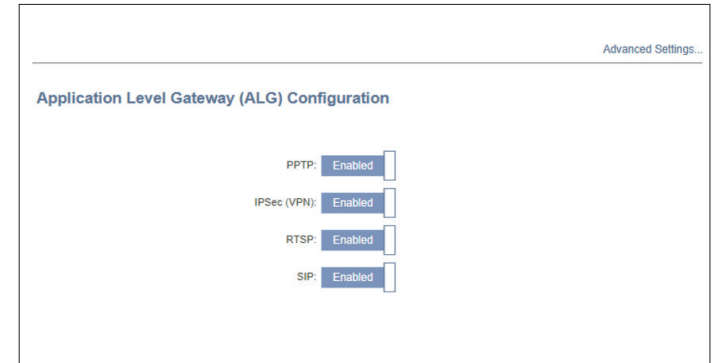 Advanced Settings...
Application Level Gateway (ALG) Configuration
PPTP: Enabled
IPSec (VPN): Enabled
RTSP: Enabled
SIP: Enabled